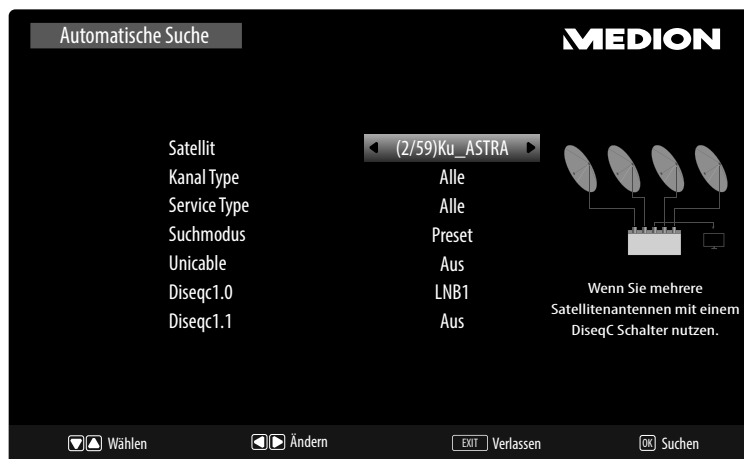 Automatische Suche
MEDION
Satellit (2/59)Ku_ASTRA
Kanal Type Alle
Service Type Alle
Suchmodus Preset
Unicable Aus
Diseqc1.0 LNB1
Diseqc1.1 Aus
Wenn Sie mehrere
Satellitenantennen mit einem
DiseqC Schalter nutzen.
Wählen Ändern EXIT Verlassen OK Suchen